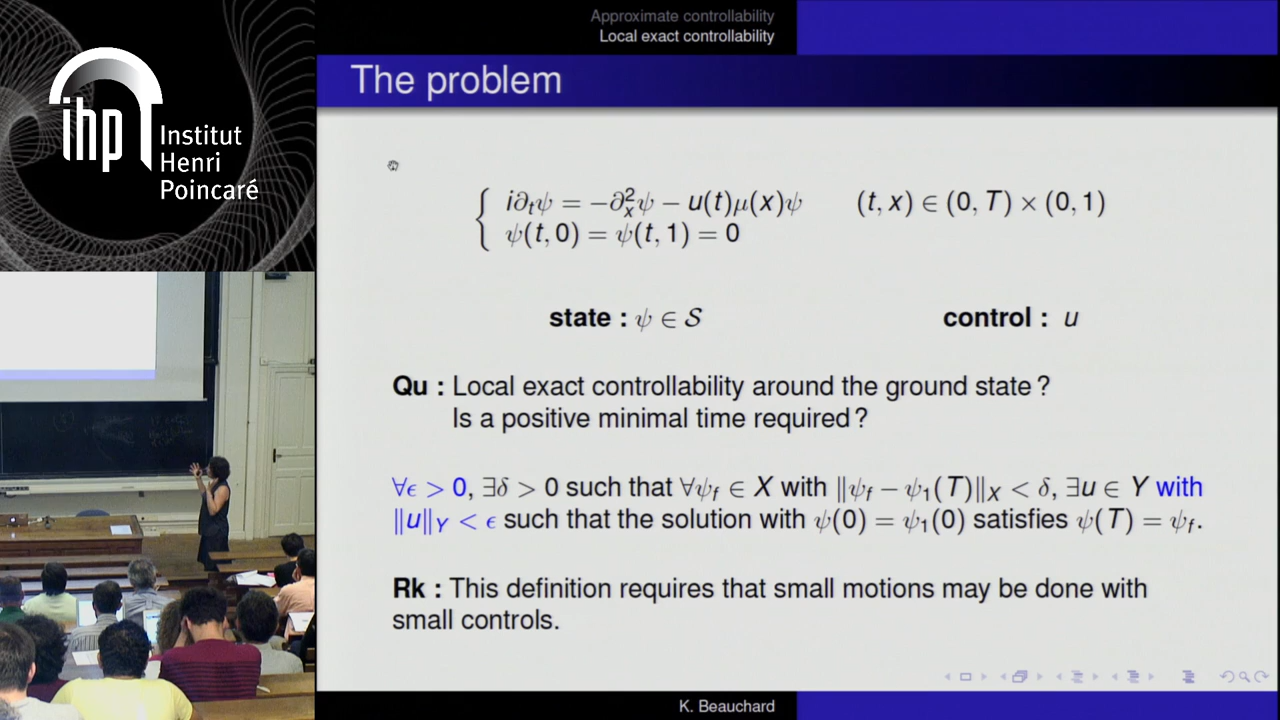 ihp
Institut
Henri
Poincaré
Approximate controllability
Local exact controllability
The problem
i∂ₜψ = −∂ₓ²ψ − u(t)μ(x)ψ (t, x) ∈ (0, T) × (0, 1)
ψ(t, 0) = ψ(t, 1) = 0
state : ψ ∈ 𝒮 control : u
Qu : Local exact controllability around the ground state ?
Is a positive minimal time required ?
∀ϵ > 0, ∃δ > 0 such that ∀ψ_f ∈ X with ‖ψ_f − ψ₁(T)‖_X < δ, ∃u ∈ Y with
‖u‖_Y < ϵ such that the solution with ψ(0) = ψ₁(0) satisfies ψ(T) = ψ_f.
Rk : This definition requires that small motions may be done with
small controls.
K. Beauchard